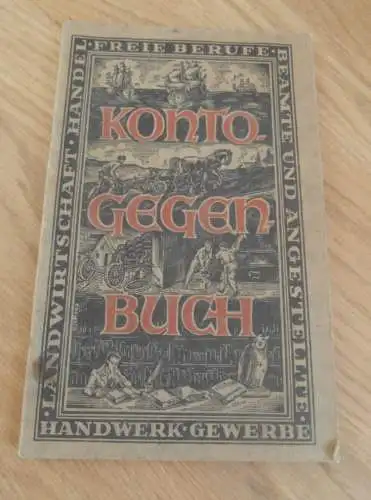 · FREIE BERUFE ·
BEAMTE UND ANGESTELLTE ·
HANDWERK · GEWERBE
· LANDWIRTSCHAFT · HANDEL
KONTO-
GEGEN
BUCH